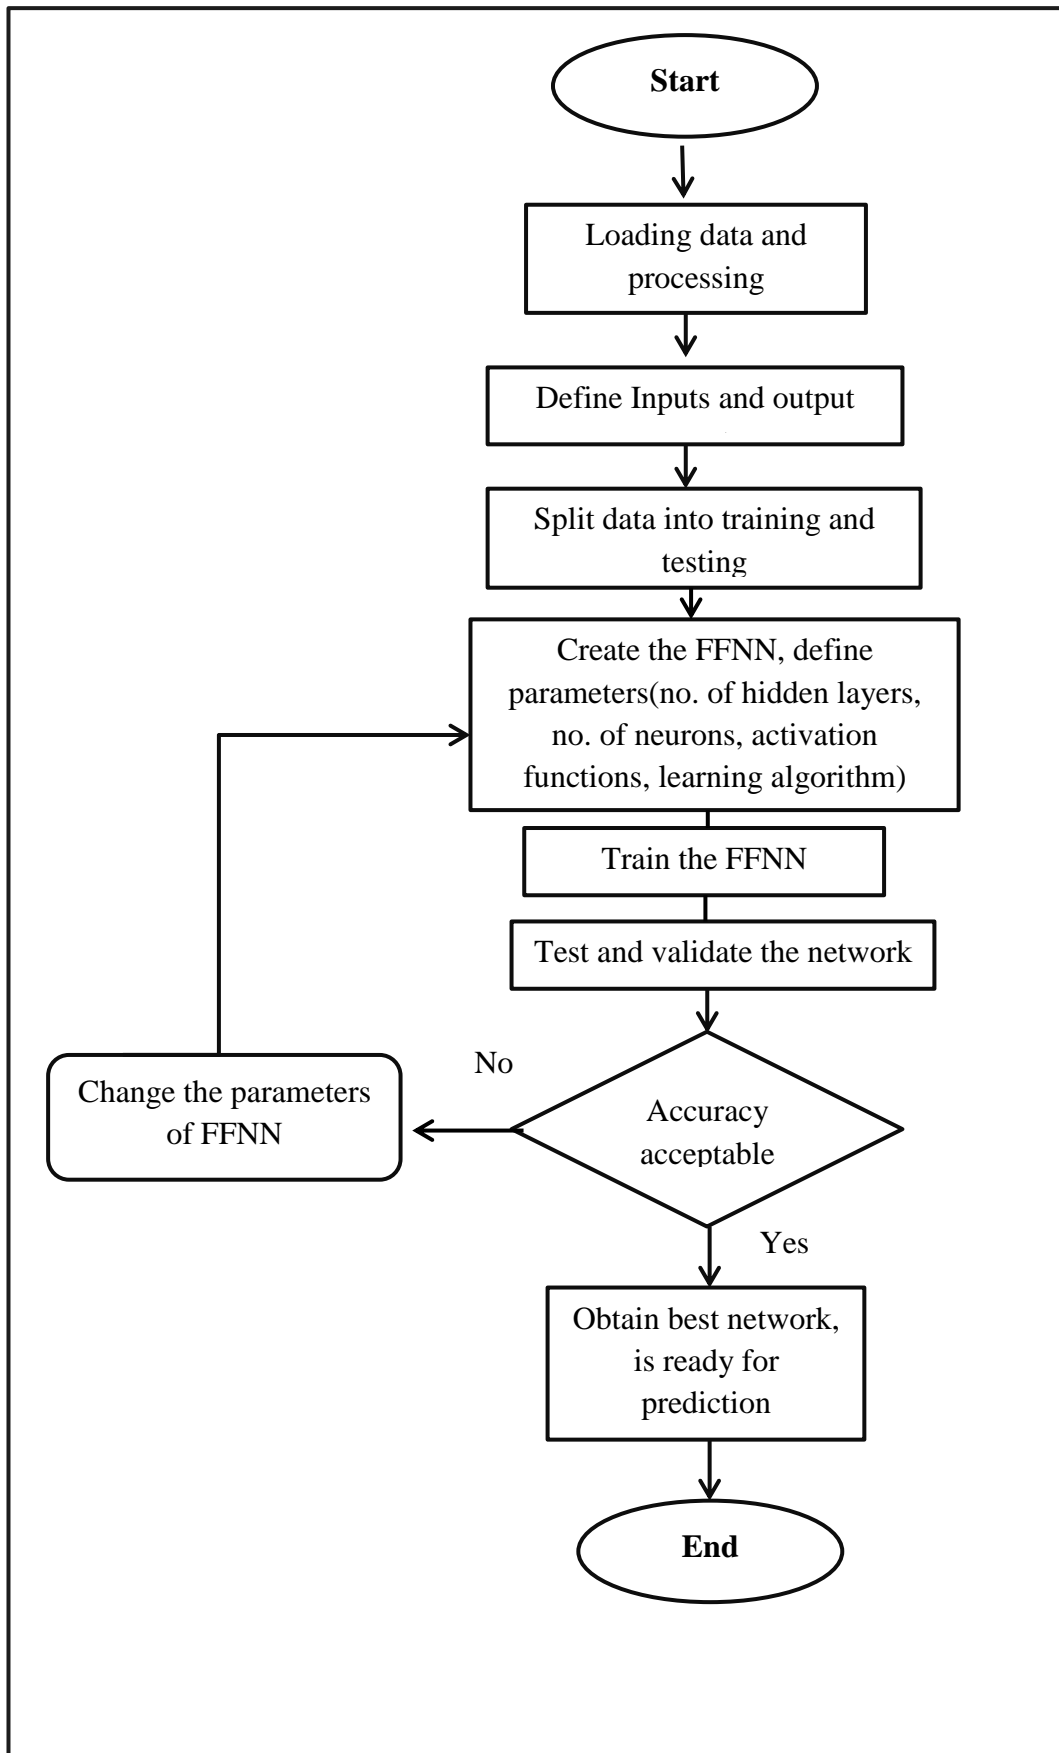 Start
Loading data and
processing
Define Inputs and output
Split data into training and
testing
Create the FFNN, define
parameters(no. of hidden layers,
no. of neurons, activation
functions, learning algorithm)
Train the FFNN
Test and validate the network
No
Change the parameters
of FFNN
Accuracy
acceptable
Yes
Obtain best network,
is ready for
prediction
End